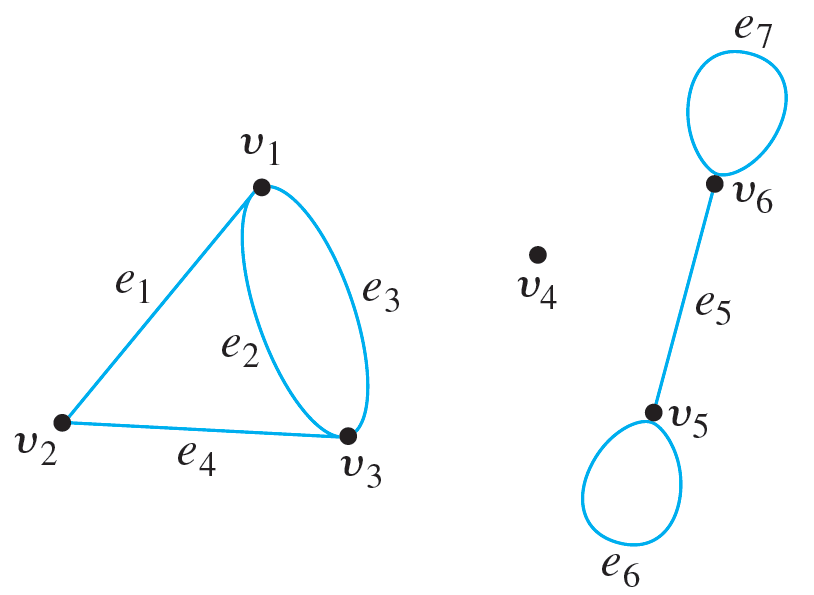 e₇
v₁
v₆
e₁
v₄
e₃
e₅
e₂
v₅
v₂
e₄
v₃
e₆